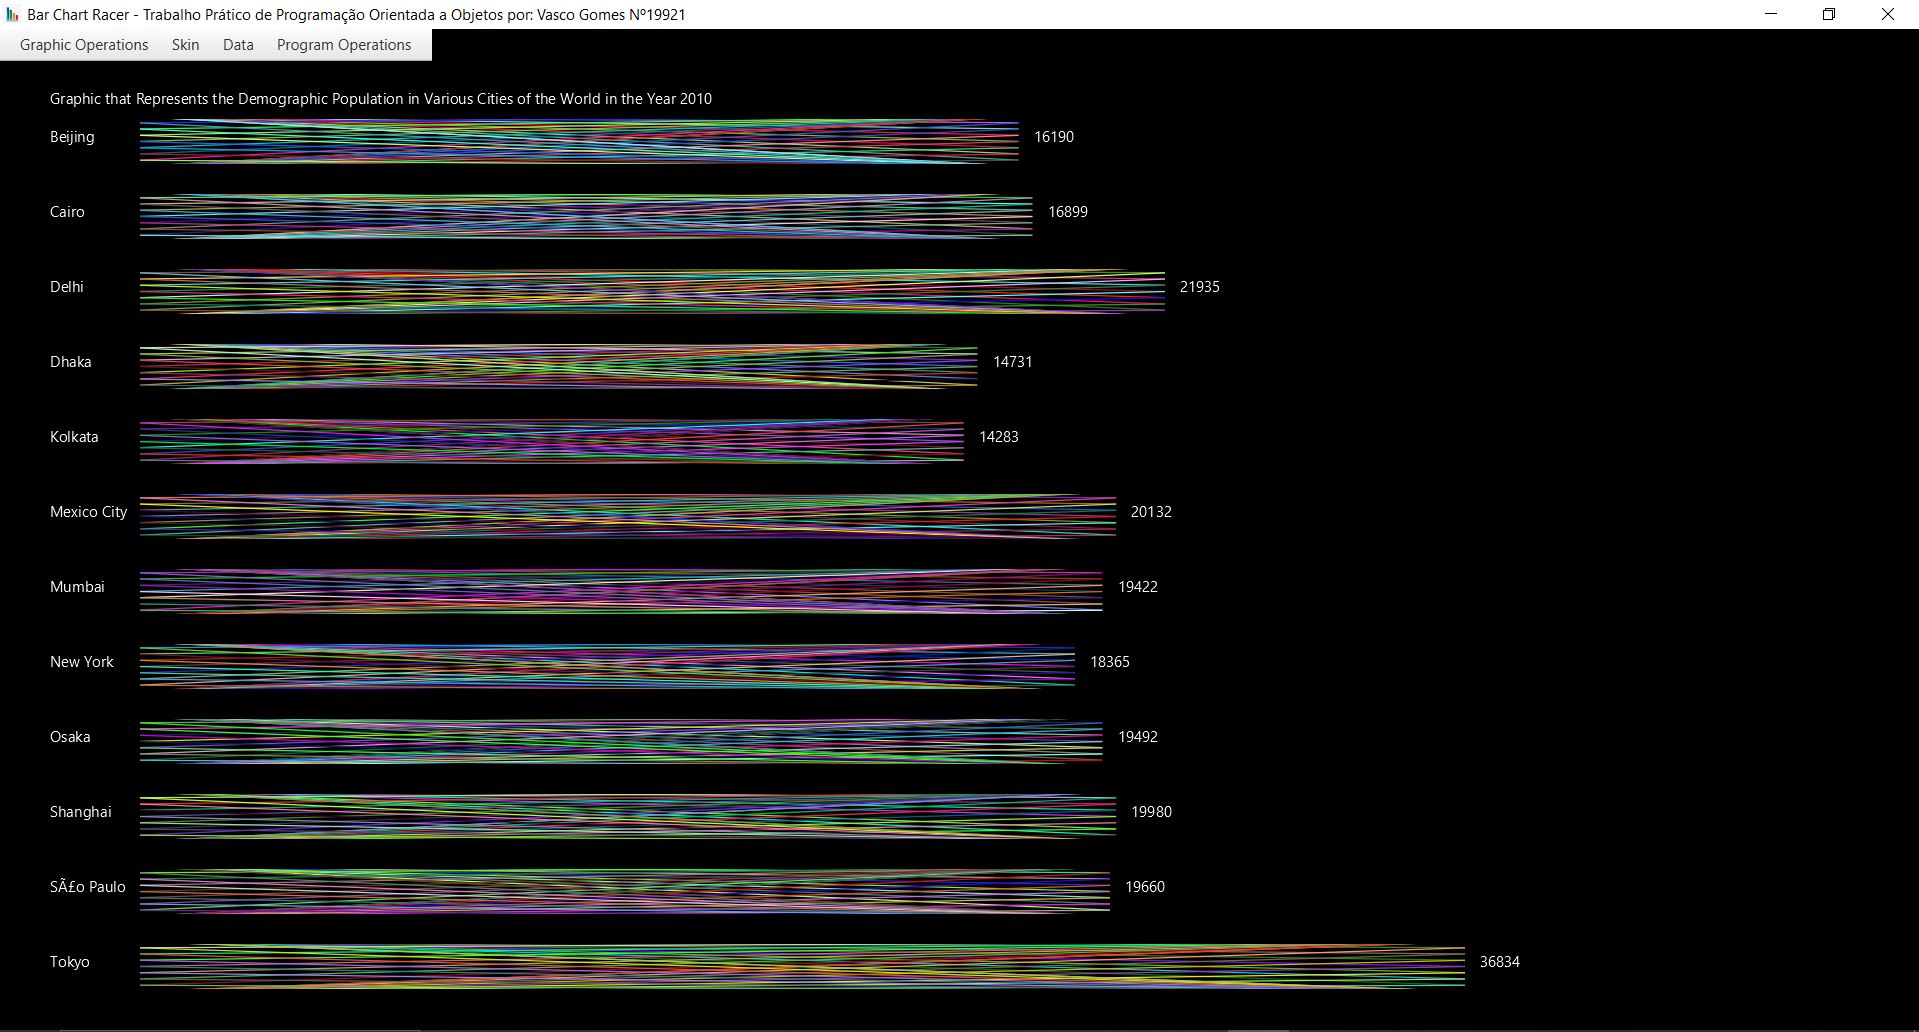 Bar Chart Racer - Trabalho Prático de Programação Orientada a Objetos por: Vasco Gomes Nº19921
Graphic Operations Skin Data Program Operations
Graphic that Represents the Demographic Population in Various Cities of the World in the Year 2010
Beijing 16190
Cairo 16899
Delhi 21935
Dhaka 14731
Kolkata 14283
Mexico City 20132
Mumbai 19422
New York 18365
Osaka 19492
Shanghai 19980
SÃ£o Paulo 19660
Tokyo 36834